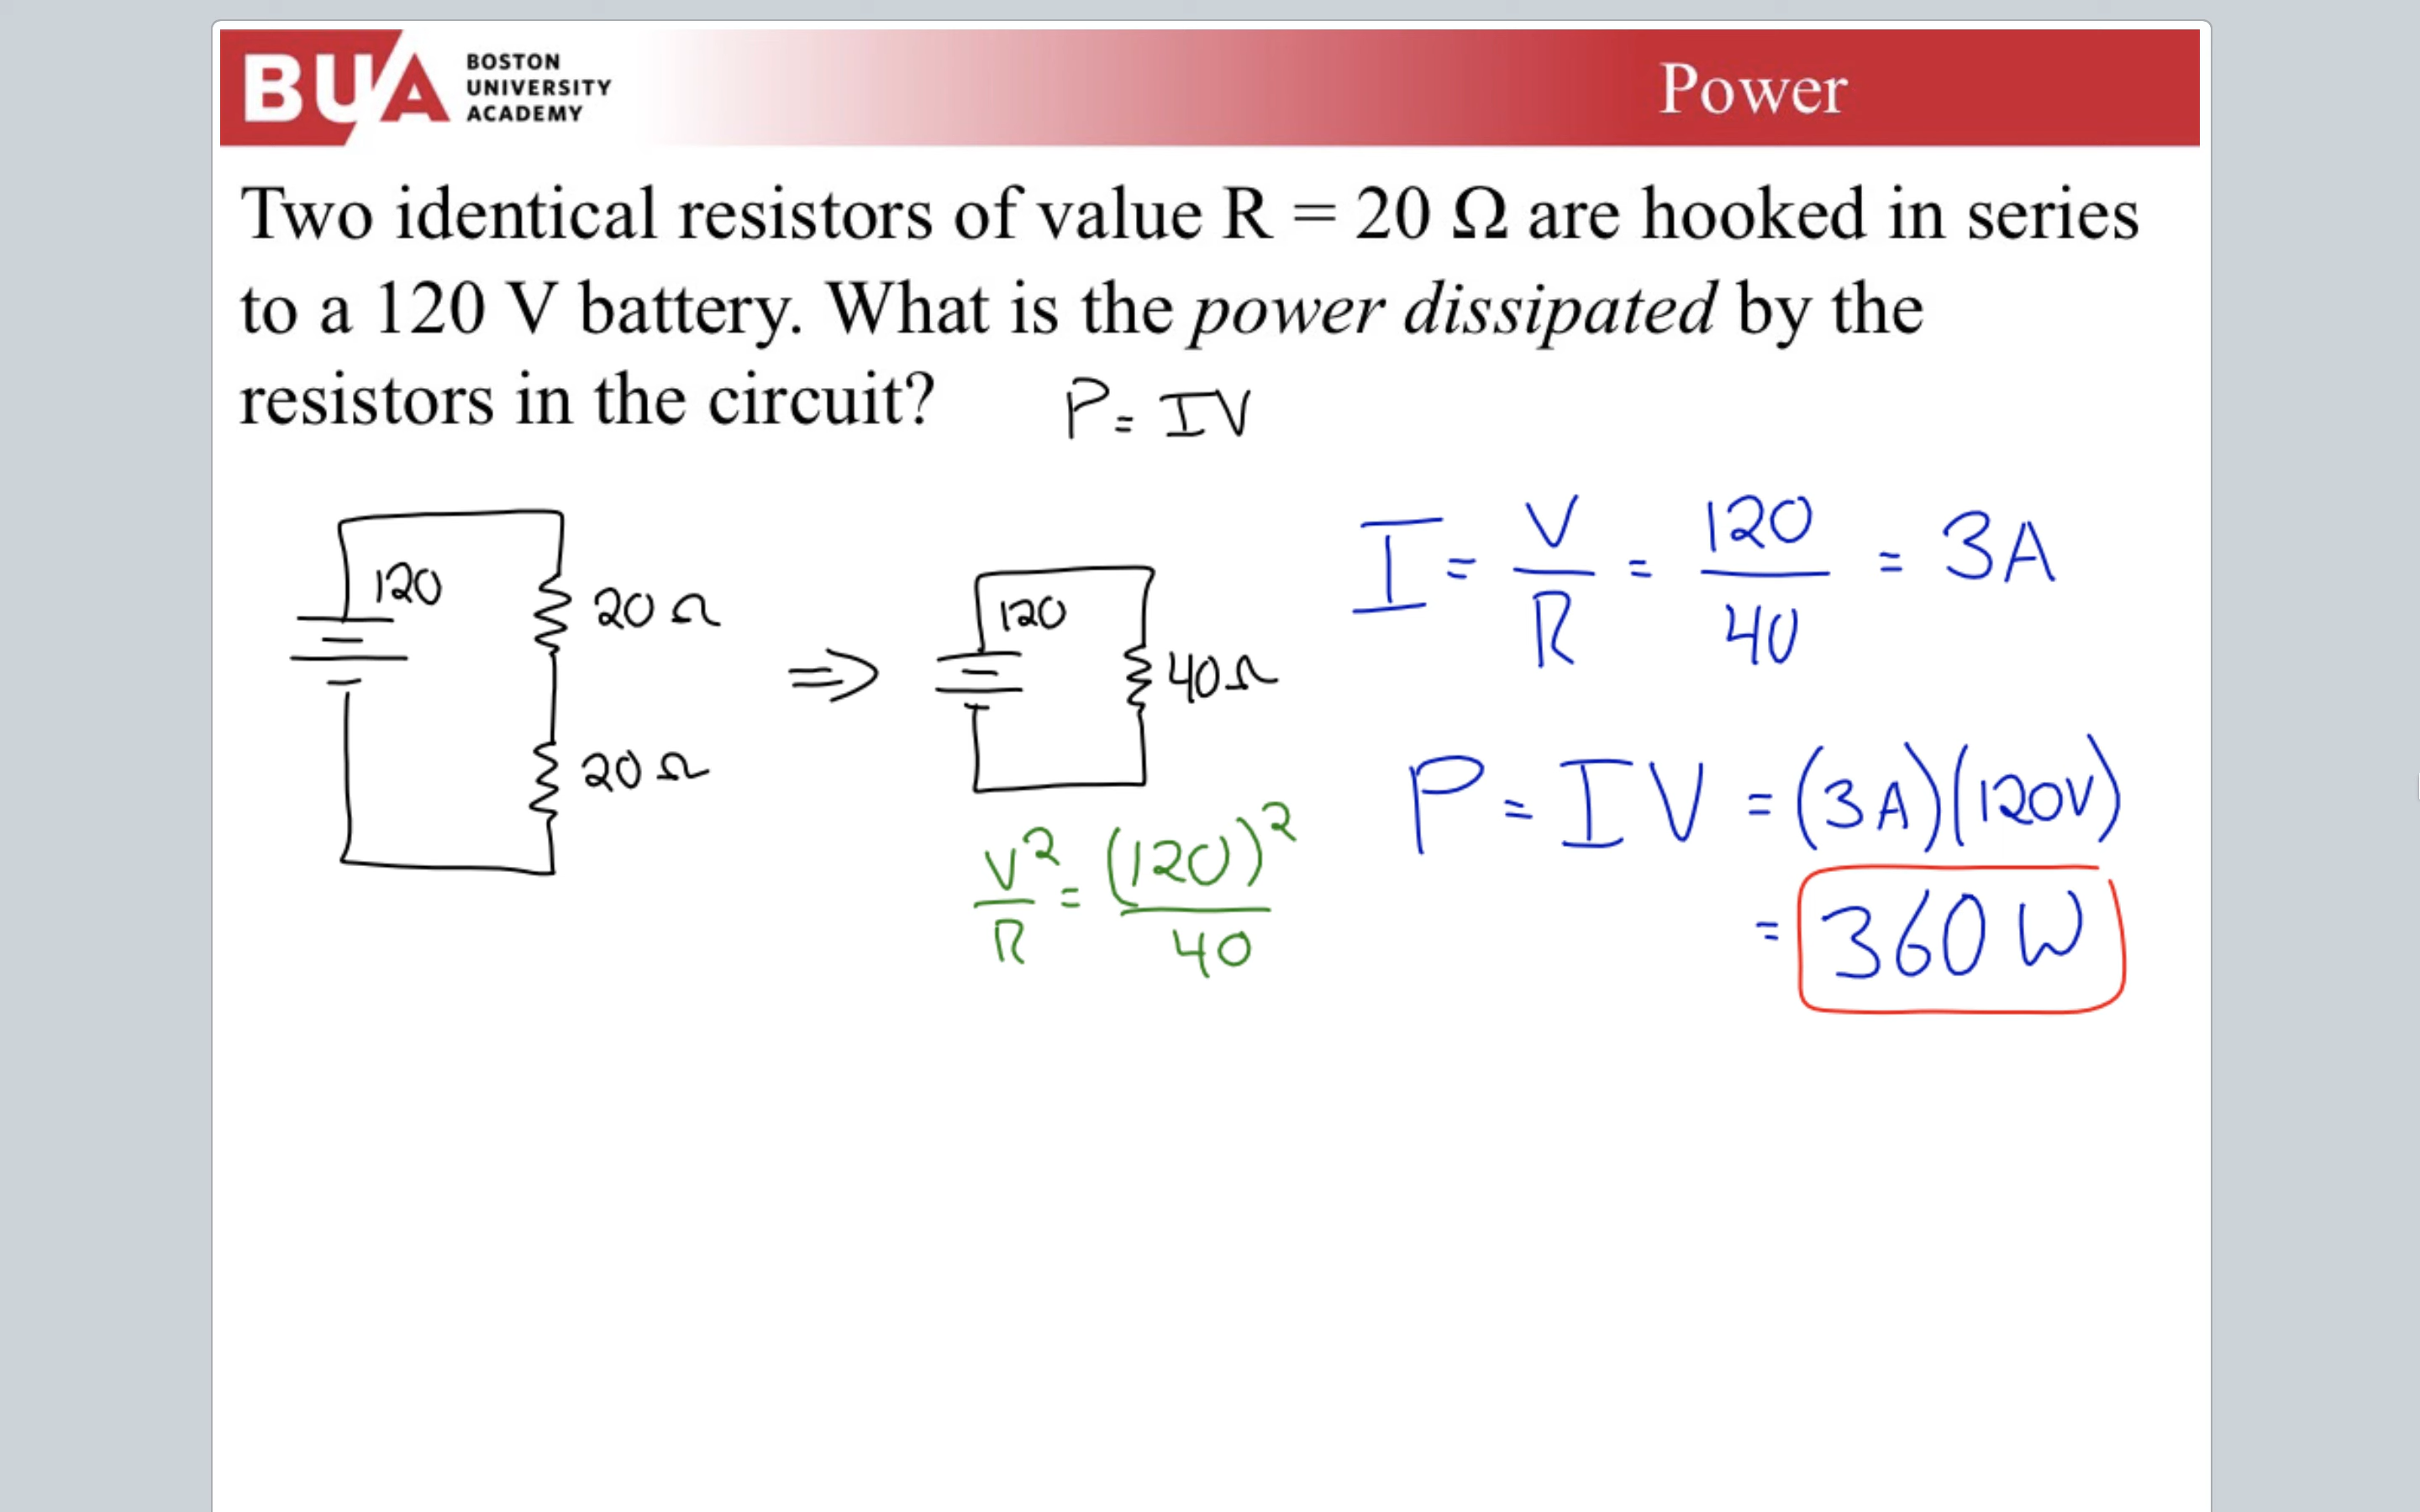 BUA BOSTON UNIVERSITY ACADEMY
Power
Two identical resistors of value R = 20 Ω are hooked in series
to a 120 V battery. What is the power dissipated by the
resistors in the circuit? P = IV
120
20 Ω
20 Ω
⇒
120
40 Ω
I = V/R = 120/40 = 3A
P = IV = (3A)(120V)
= 360 W
V²/R = (120)²/40